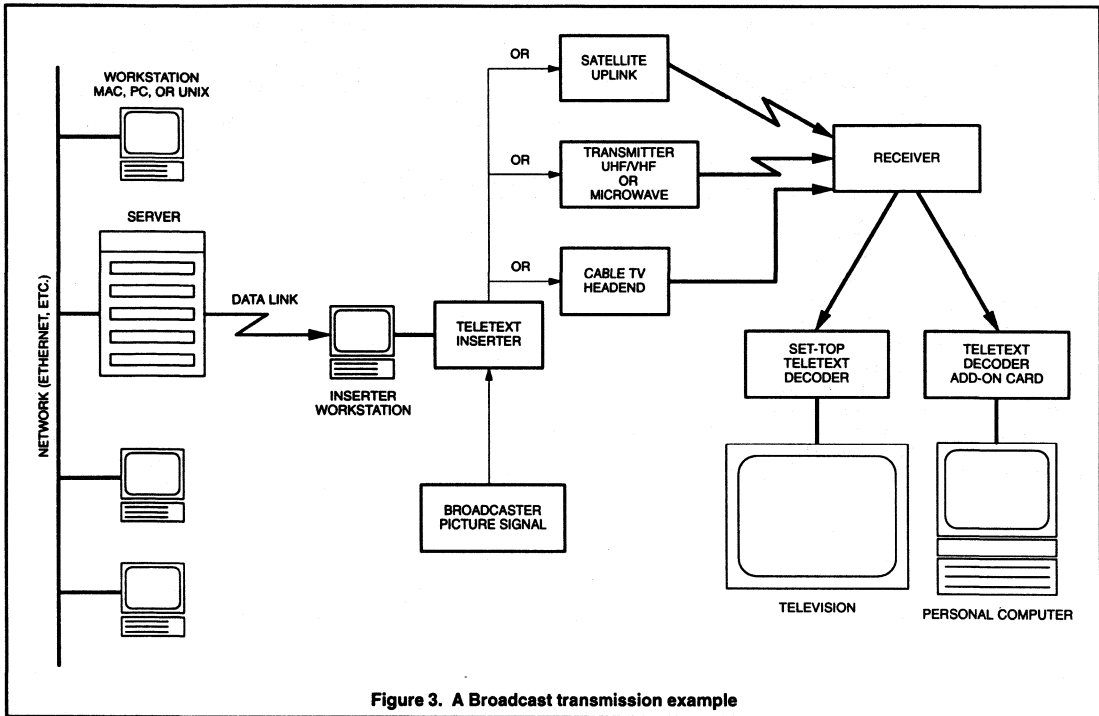 WORKSTATION
MAC, PC, OR UNIX
SERVER
NETWORK (ETHERNET, ETC.)
DATA LINK
INSERTER
WORKSTATION
TELETEXT
INSERTER
BROADCASTER
PICTURE SIGNAL
OR
SATELLITE
UPLINK
OR
TRANSMITTER
UHF/VHF
OR
MICROWAVE
OR
CABLE TV
HEADEND
RECEIVER
SET-TOP
TELETEXT
DECODER
TELETEXT
DECODER
ADD-ON CARD
TELEVISION
PERSONAL COMPUTER
Figure 3. A Broadcast transmission example